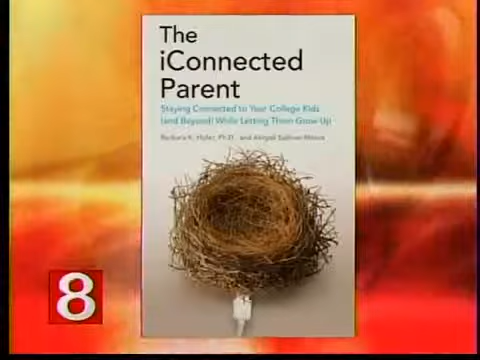 The
iConnected
Parent
Staying Connected to Your College Kids
(and Beyond) While Letting Them Grow Up
Barbara K. Hofer, Ph.D., and Abigail Sullivan Moore
8